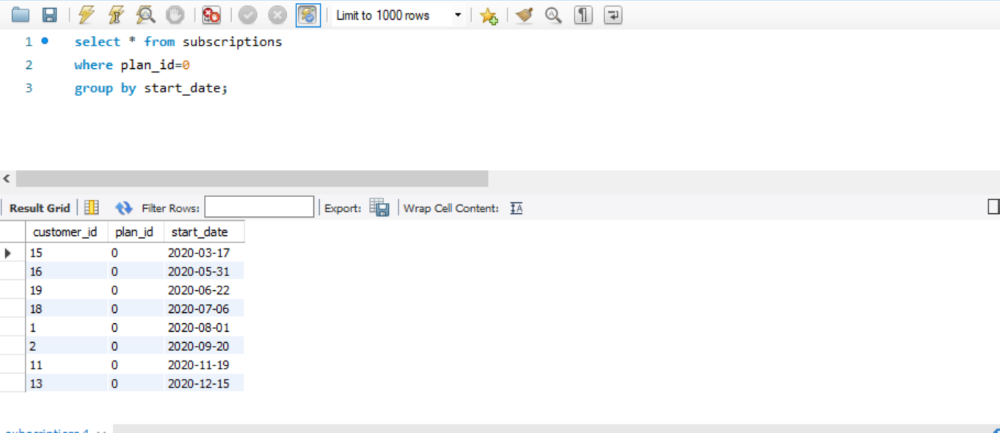 Limit to 1000 rows
1 select * from subscriptions
2 where plan_id=0
3 group by start_date;
Result Grid Filter Rows: Export: Wrap Cell Content:
customer_id plan_id start_date
15 0 2020-03-17
16 0 2020-05-31
19 0 2020-06-22
18 0 2020-07-06
1 0 2020-08-01
2 0 2020-09-20
11 0 2020-11-19
13 0 2020-12-15